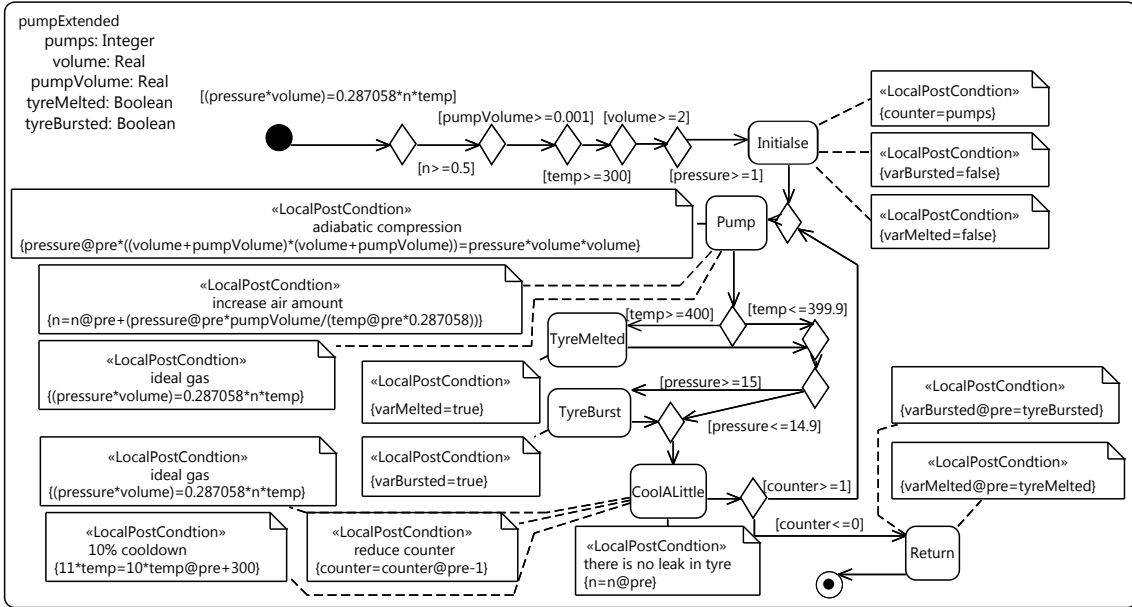 pumpExtended
pumps: Integer
volume: Real
pumpVolume: Real
tyreMelted: Boolean
tyreBursted: Boolean
[(pressure*volume)=0.287058*n*temp]
[n>=0.5]
[pumpVolume>=0.001]
[temp>=300]
[volume>=2]
[pressure>=1]
Initialse
«LocalPostCondtion»
{counter=pumps}
«LocalPostCondtion»
{varBursted=false}
«LocalPostCondtion»
{varMelted=false}
«LocalPostCondtion»
adiabatic compression
{pressure@pre*((volume+pumpVolume)*(volume+pumpVolume))=pressure*volume*volume}
Pump
«LocalPostCondtion»
increase air amount
{n=n@pre+(pressure@pre*pumpVolume/(temp@pre*0.287058))}
[temp>=400]
[temp<=399.9]
«LocalPostCondtion»
ideal gas
{(pressure*volume)=0.287058*n*temp}
TyreMelted
«LocalPostCondtion»
{varMelted=true}
[pressure>=15]
TyreBurst
[pressure<=14.9]
«LocalPostCondtion»
{varBursted@pre=tyreBursted}
«LocalPostCondtion»
{varBursted=true}
«LocalPostCondtion»
{varMelted@pre=tyreMelted}
«LocalPostCondtion»
ideal gas
{(pressure*volume)=0.287058*n*temp}
CoolALittle
[counter>=1]
[counter<=0]
«LocalPostCondtion»
10% cooldown
{11*temp=10*temp@pre+300}
«LocalPostCondtion»
reduce counter
{counter=counter@pre-1}
«LocalPostCondtion»
there is no leak in tyre
{n=n@pre}
Return